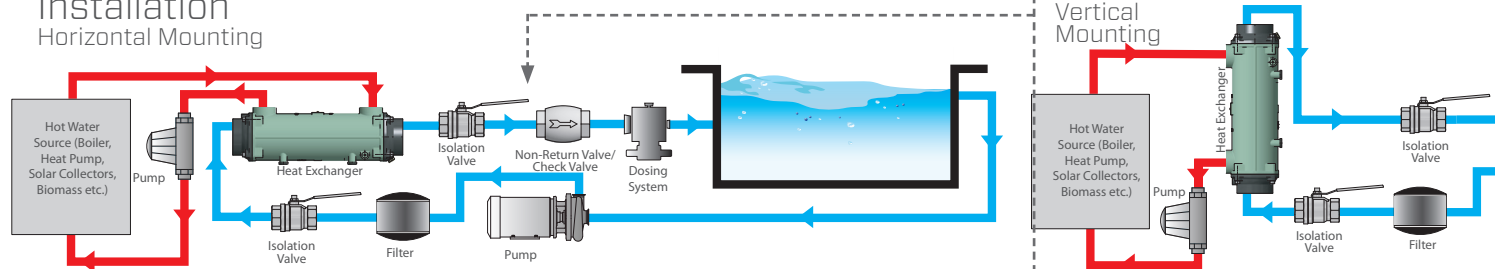 Installation
Horizontal Mounting
Hot Water
Source (Boiler,
Heat Pump,
Solar Collectors,
Biomass etc.)
Pump
Heat Exchanger
Isolation
Valve
Non-Return Valve/
Check Valve
Dosing
System
Isolation
Valve
Filter
Pump
Vertical
Mounting
Hot Water
Source (Boiler,
Heat Pump,
Solar Collectors,
Biomass etc.)
Pump
Heat Exchanger
Isolation
Valve
Isolation
Valve
Filter